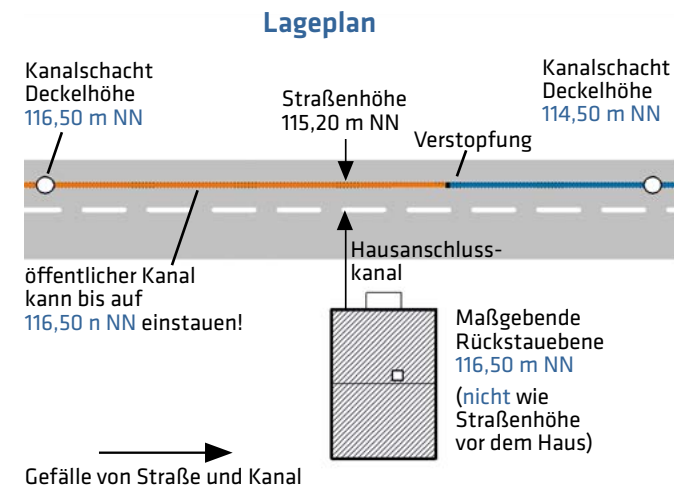 Lageplan
Kanalschacht
Deckelhöhe
116,50 m NN
Straßenhöhe
115,20 m NN
Kanalschacht
Deckelhöhe
114,50 m NN
Verstopfung
Hausanschluss-
kanal
öffentlicher Kanal
kann bis auf
116,50 n NN einstauen!
Maßgebende
Rückstauebene
116,50 m NN
(nicht wie
Straßenhöhe
vor dem Haus)
Gefälle von Straße und Kanal